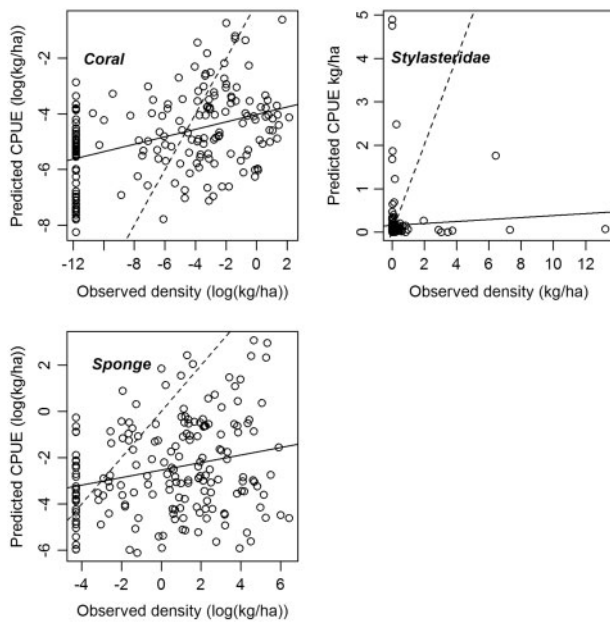 Coral
Predicted CPUE (log(kg/ha))
-2
-4
-6
-8
-12 -10 -8 -6 -4 -2 0 2
Observed density (log(kg/ha))
Stylasteridae
Predicted CPUE kg/ha
5
4
3
2
1
0
0 2 4 6 8 12
Observed density (kg/ha)
Sponge
Predicted CPUE (log(kg/ha))
2
0
-2
-4
-6
-4 -2 0 2 4 6
Observed density (log(kg/ha))